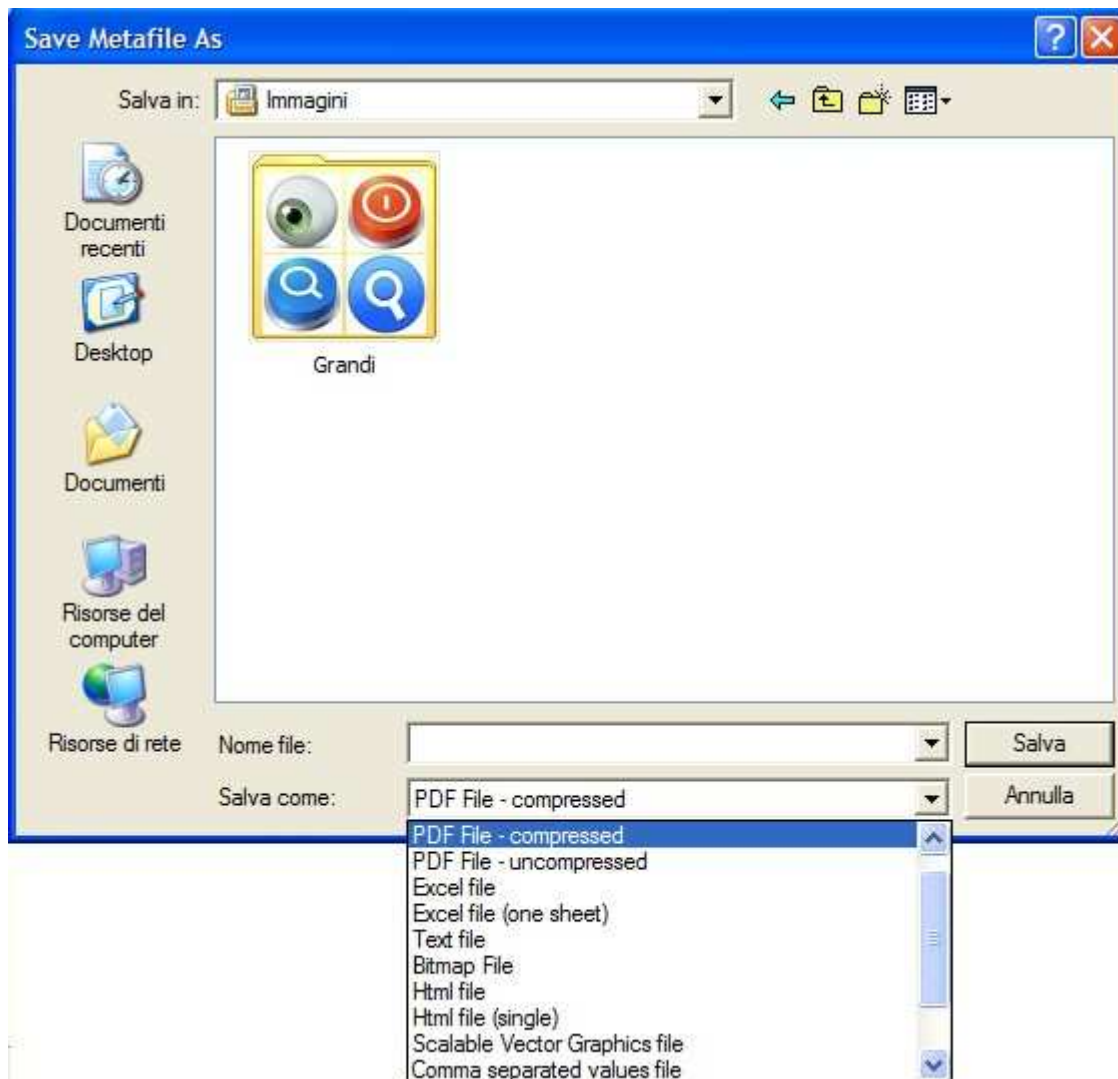 Save Metafile As
Salva in:
Immagini
Documenti
recenti
Desktop
Documenti
Risorse del
computer
Risorse di rete
Grandi
Nome file:
Salva
Salva come:
PDF File - compressed
Annulla
PDF File - compressed
PDF File - uncompressed
Excel file
Excel file (one sheet)
Text file
Bitmap File
Html file
Html file (single)
Scalable Vector Graphics file
Comma separated values file